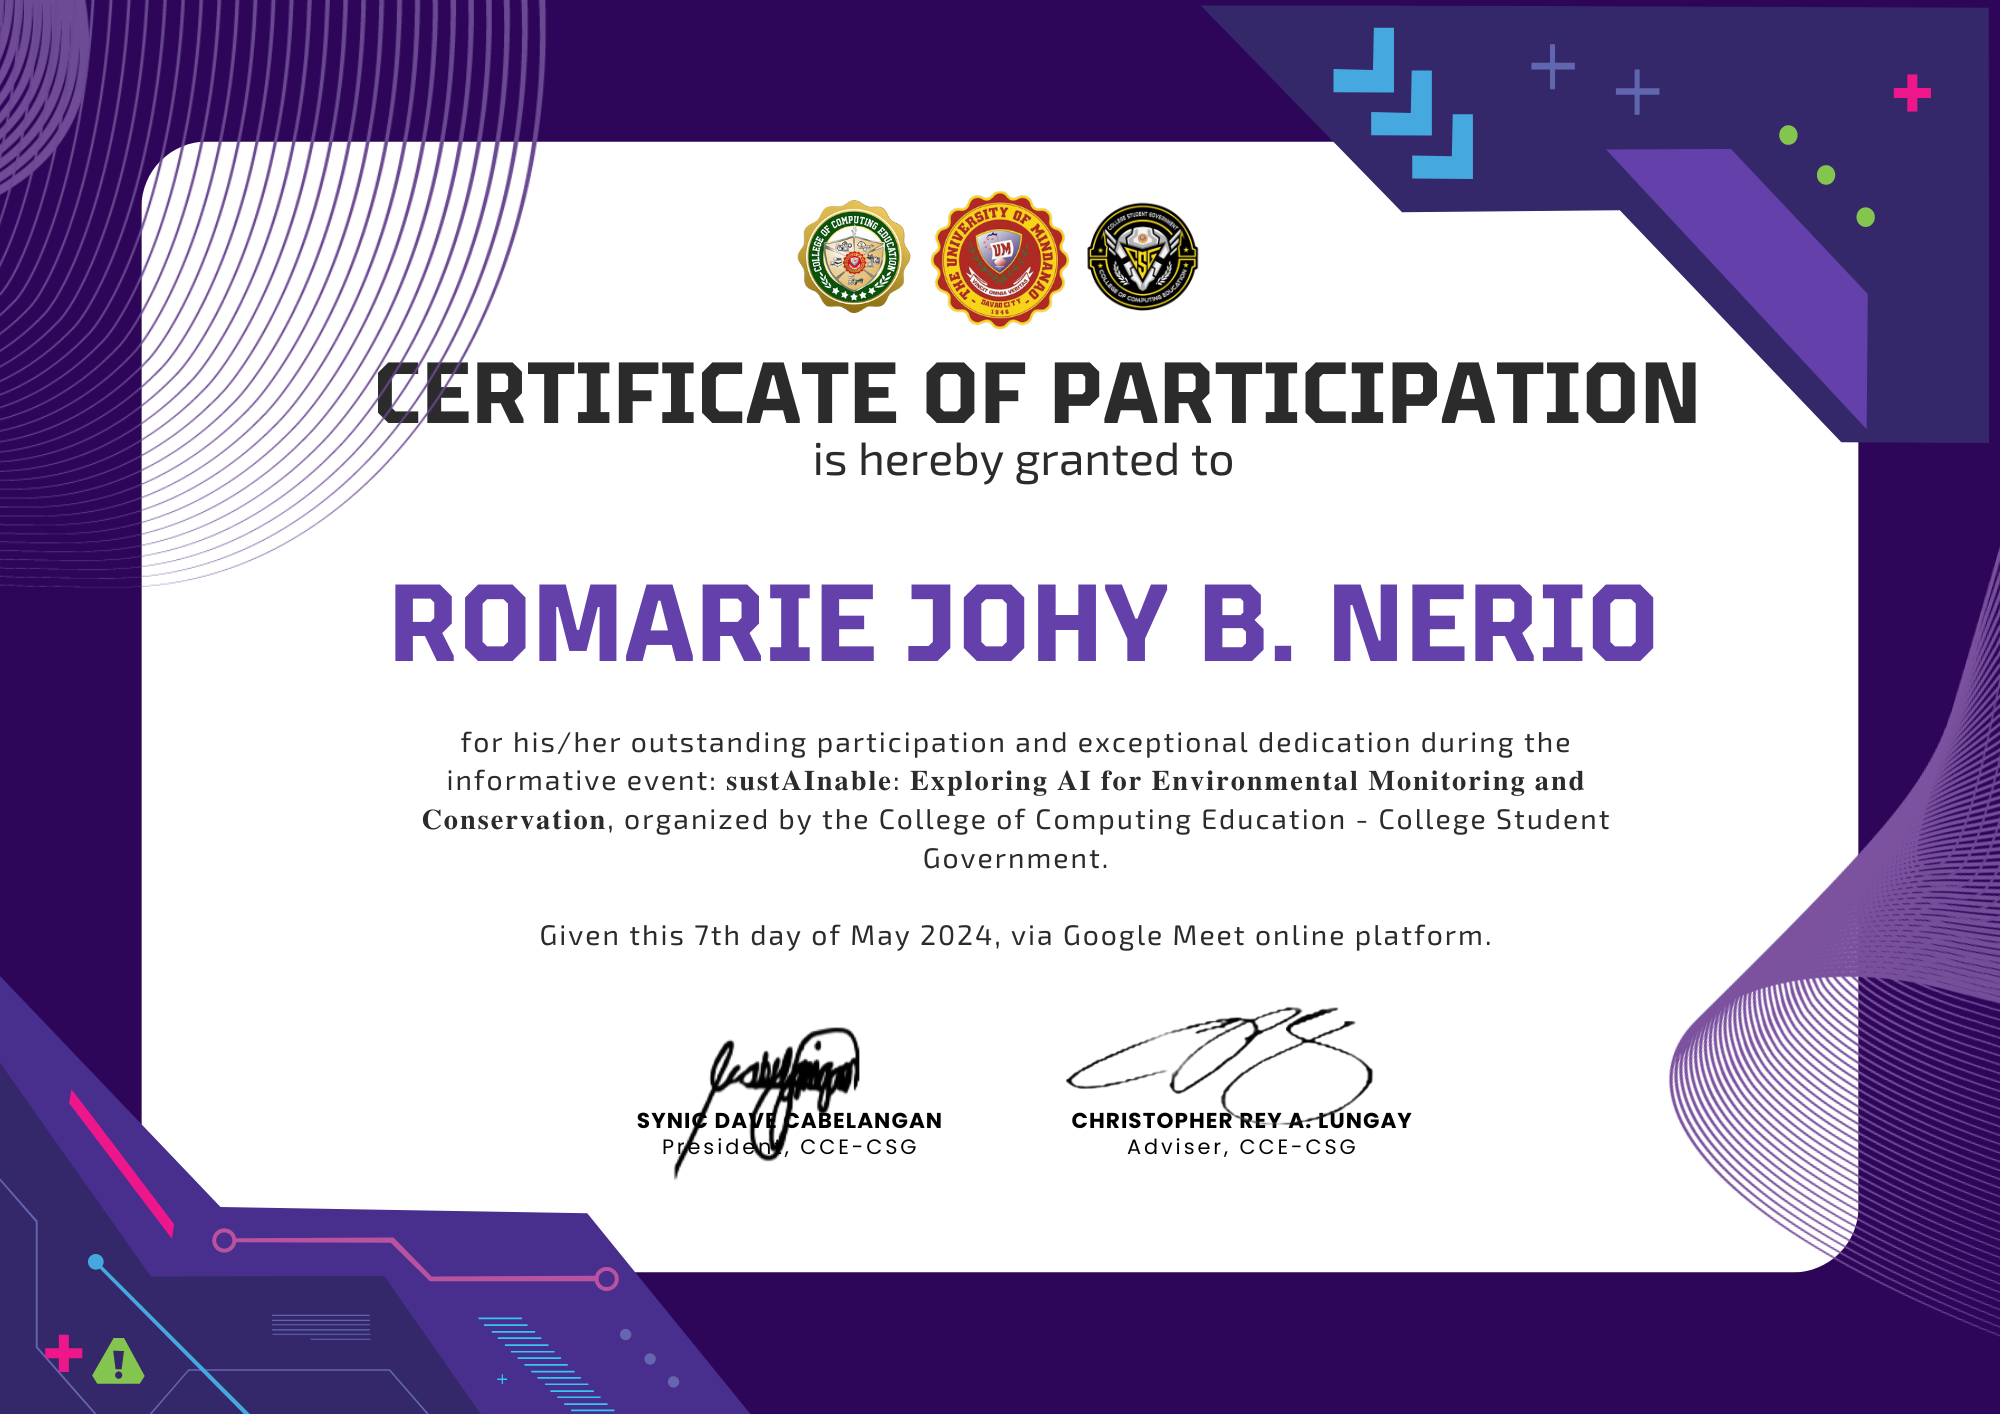 COLLEGE OF COMPUTING EDUCATION
THE UNIVERSITY OF MINDANAO
UM
VINCIT OMNIA VERITAS
- DAVAO CITY -
1946
COLLEGE STUDENT GOVERNMENT
CSG
COLLEGE OF COMPUTING EDUCATION
CERTIFICATE OF PARTICIPATION
is hereby granted to
ROMARIE JOHY B. NERIO
for his/her outstanding participation and exceptional dedication during the
informative event: sustAInable: Exploring AI for Environmental Monitoring and
Conservation, organized by the College of Computing Education - College Student
Government.
Given this 7th day of May 2024, via Google Meet online platform.
SYNIC DAVE CABELANGAN
President, CCE-CSG
CHRISTOPHER REY A. LUNGAY
Adviser, CCE-CSG